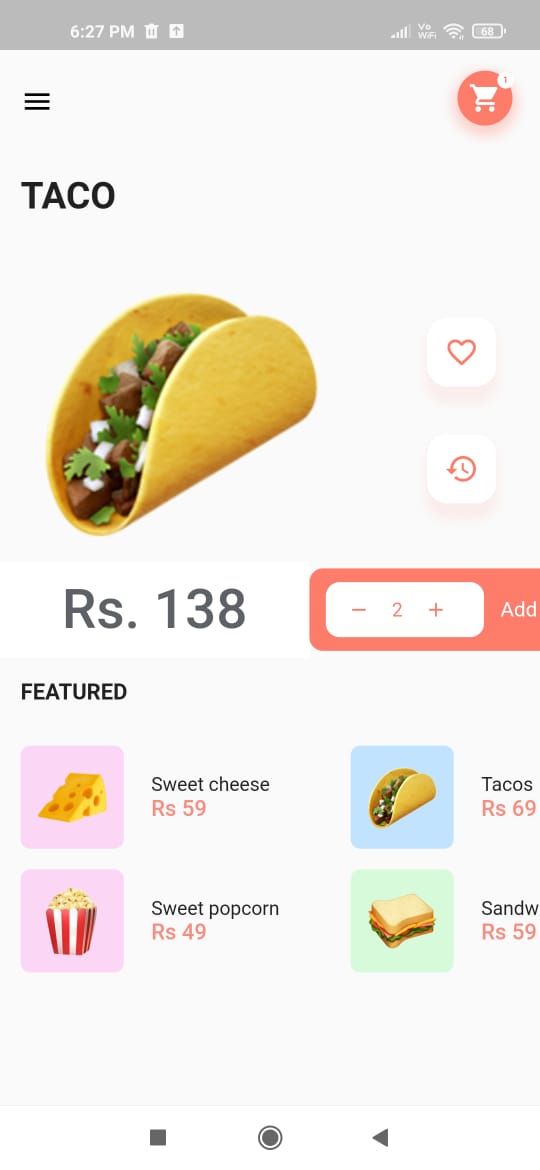 6:27 PM
Vo
WiFi
68
1
TACO
Rs. 138
− 2 +
Add
FEATURED
Sweet cheese
Rs 59
Tacos
Rs 69
Sweet popcorn
Rs 49
Sandw
Rs 59